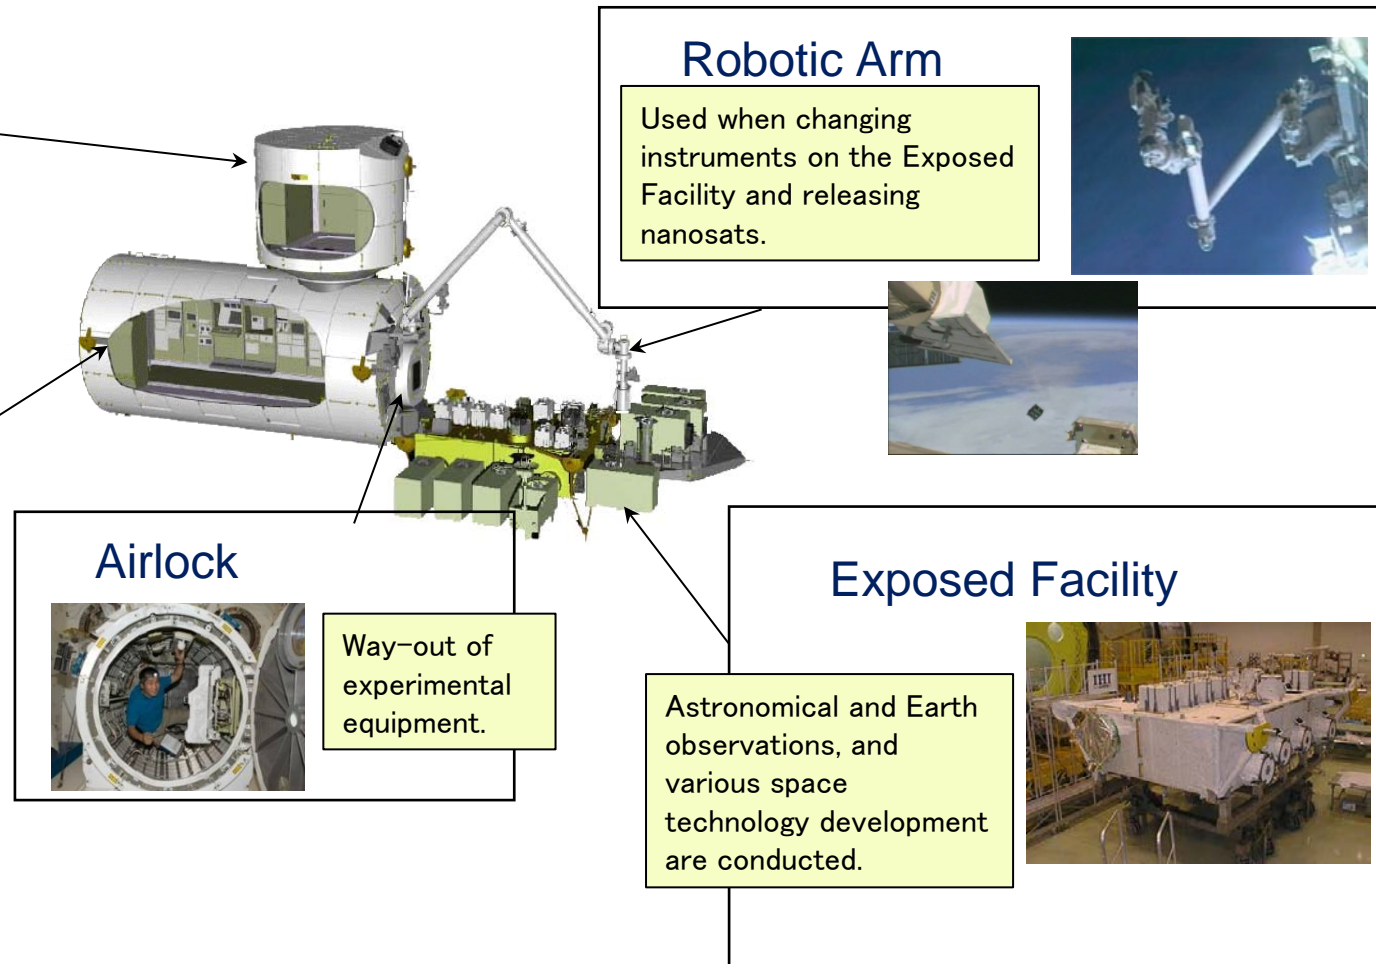 Robotic Arm
Used when changing
instruments on the Exposed
Facility and releasing
nanosats.
Airlock
Way-out of
experimental
equipment.
Exposed Facility
IHI
Astronomical and Earth
observations, and
various space
technology development
are conducted.